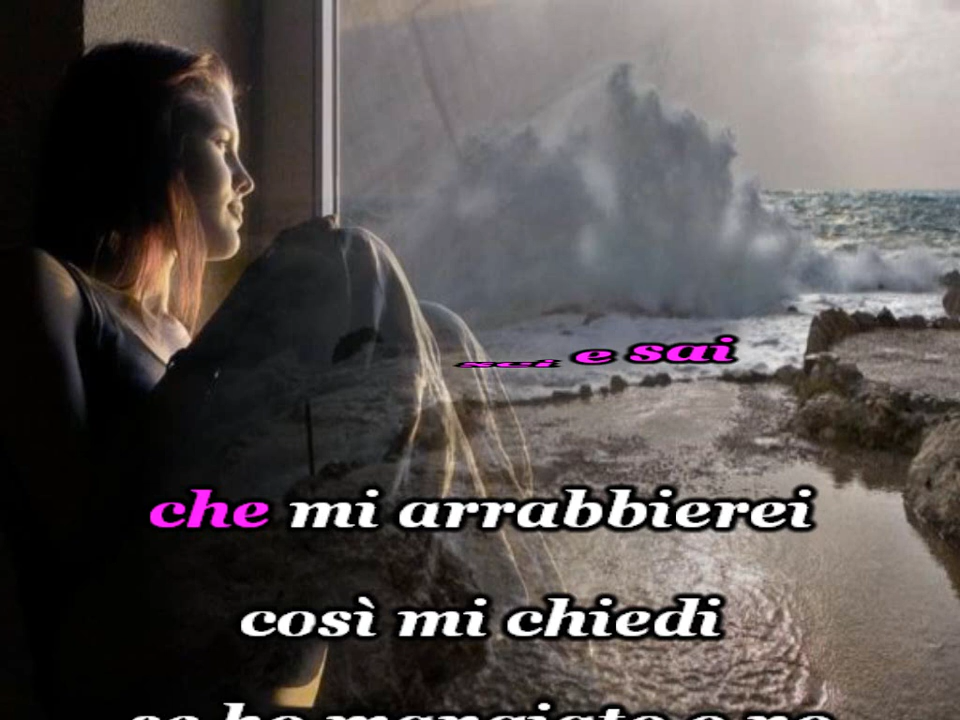 e sai
che mi arrabbierei
così mi chiedi
se ho mangiato o no